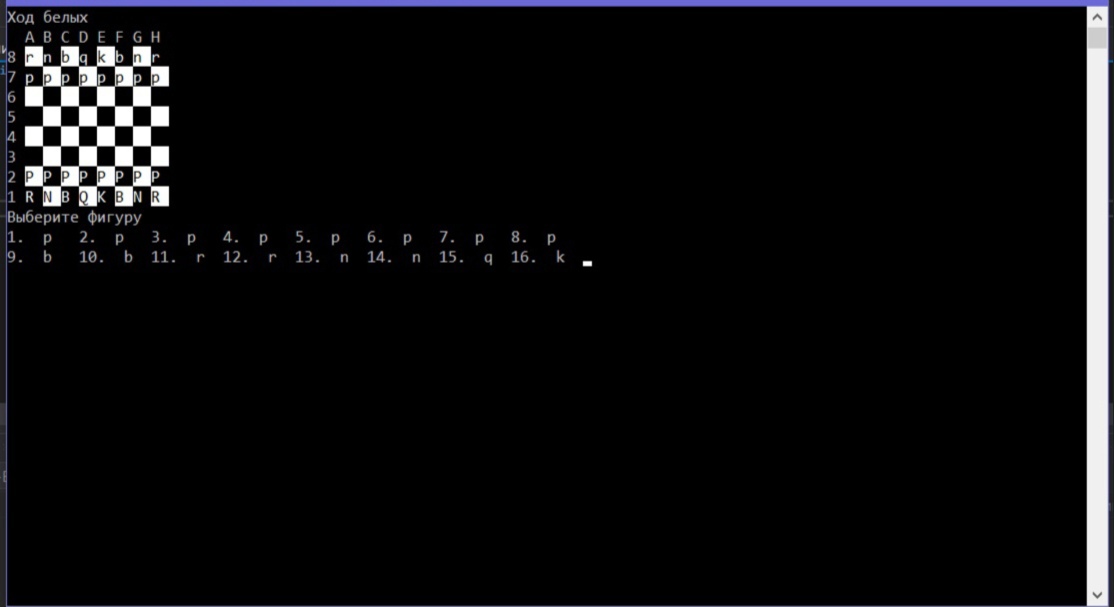 Ход белых
A B C D E F G H
8 r n b q k b n r
7 p p p p p p p p
6
5
4
3
2 P P P P P P P P
1 R N B Q K B N R
Выберите фигуру
1. p 2. p 3. p 4. p 5. p 6. p 7. p 8. p
9. b 10. b 11. r 12. r 13. n 14. n 15. q 16. k